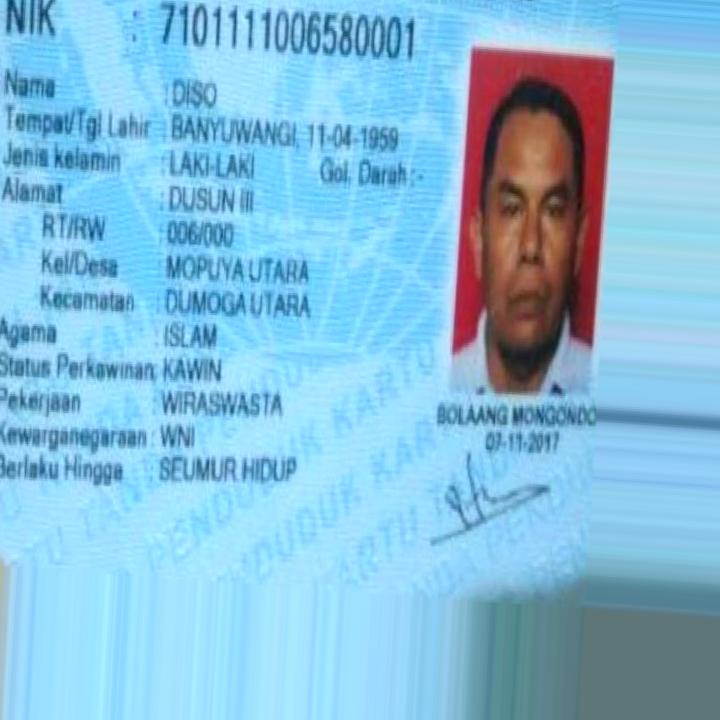 NIK : 7101111006580001
Nama : DISO
Tempat/Tgl Lahir : BANYUWANGI, 11-04-1959
Jenis kelamin : LAKI-LAKI Gol. Darah :-
Alamat : DUSUN III
RT/RW : 006/000
Kel/Desa : MOPUYA UTARA
Kecamatan : DUMOGA UTARA
Agama : ISLAM
Status Perkawinan: KAWIN
Pekerjaan : WIRASWASTA
Kewarganegaraan : WNI
Berlaku Hingga : SEUMUR HIDUP
BOLAANG MONGONDO
07-11-2017